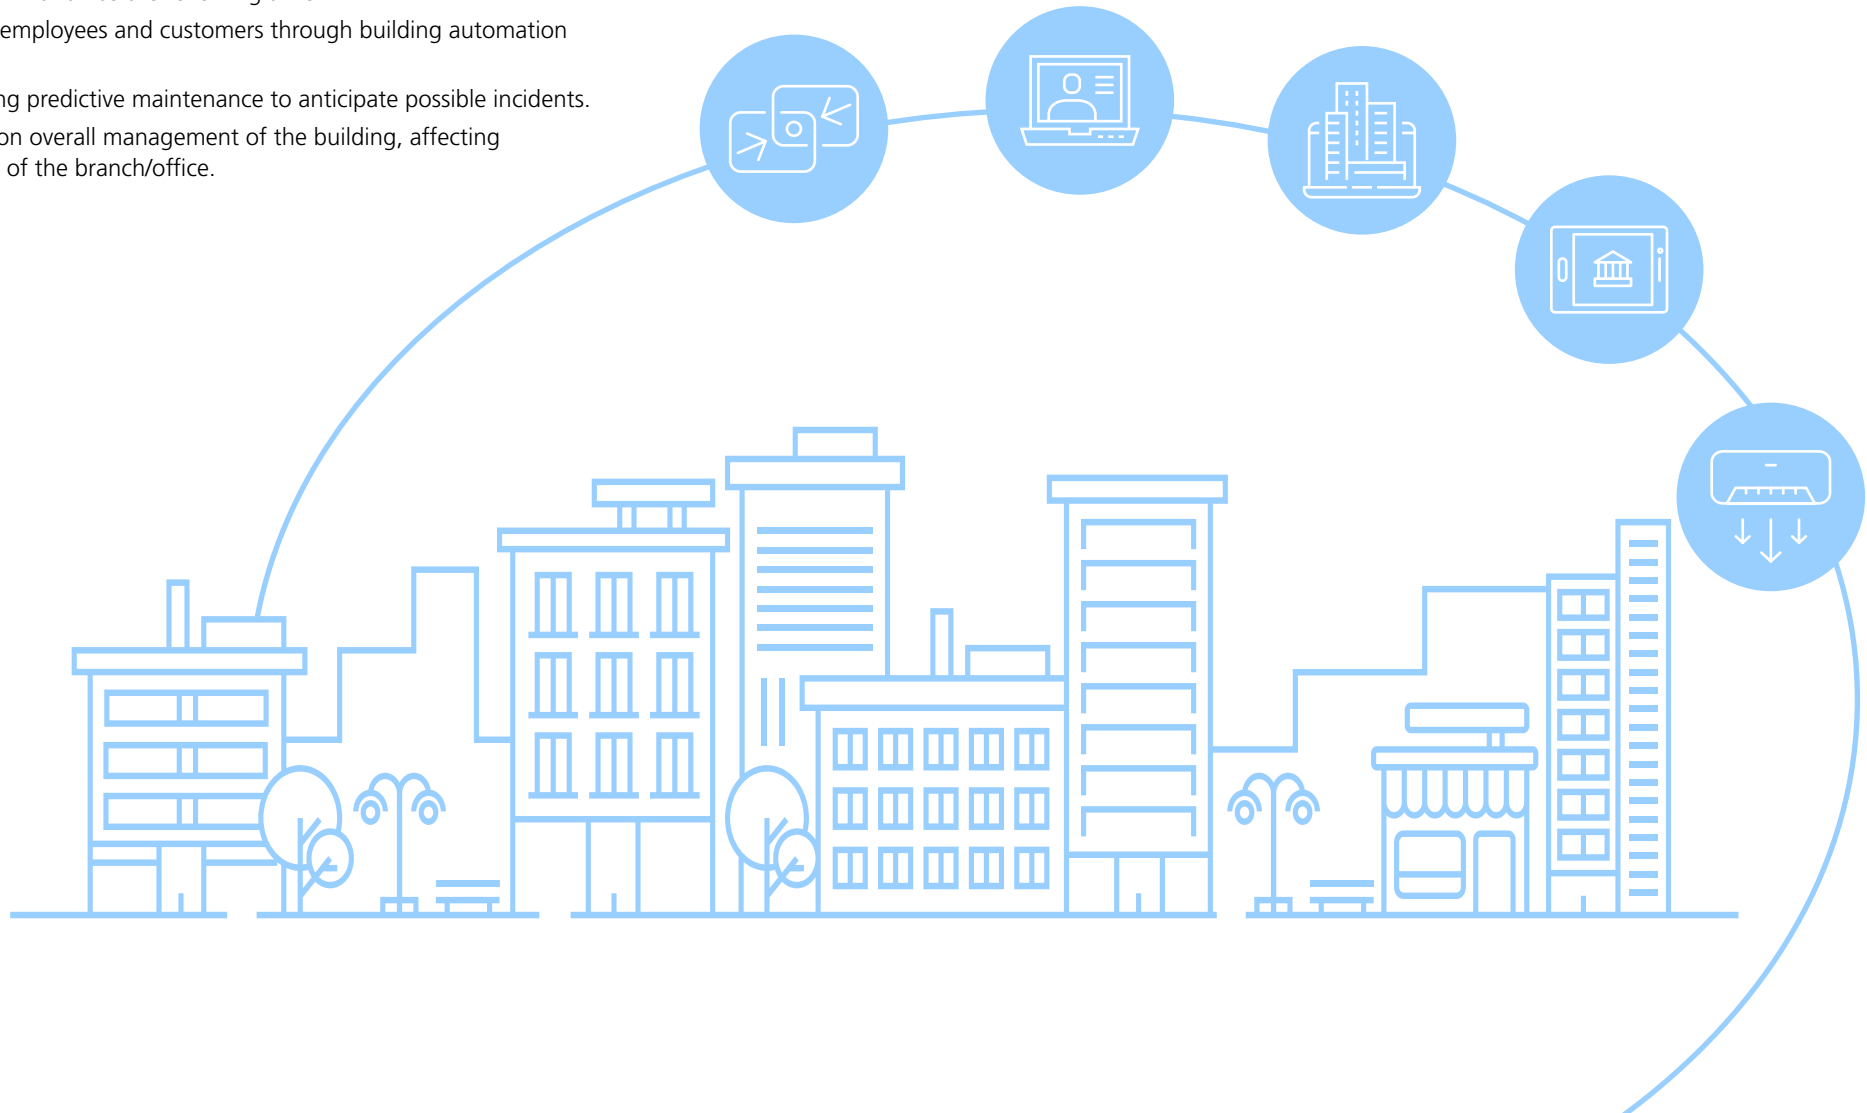 employees and customers through building automation
ng predictive maintenance to anticipate possible incidents.
on overall management of the building, affecting
of the branch/office.